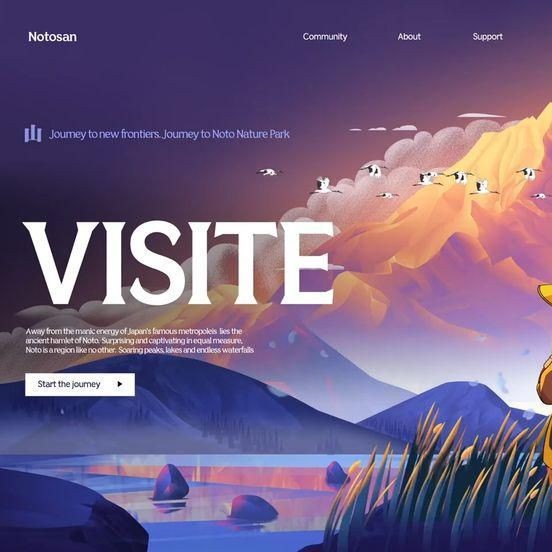 Notosan
Community About Support
Journey to new frontiers. Journey to Noto Nature Park
VISITE
Away from the manic energy of Japan's famous metropoleis lies the
ancient hamlet of Noto. Surprising and captivating in equal measure,
Noto is a region like no other. Soaring peaks, lakes and endless waterfalls
Start the journey